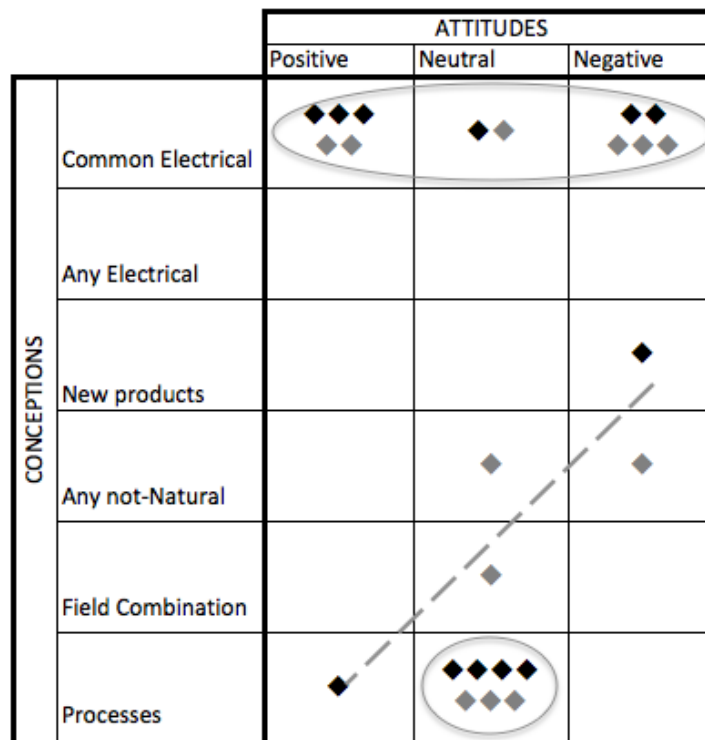 ATTITUDES
Positive Neutral Negative
CONCEPTIONS
Common Electrical
Any Electrical
New products
Any not-Natural
Field Combination
Processes